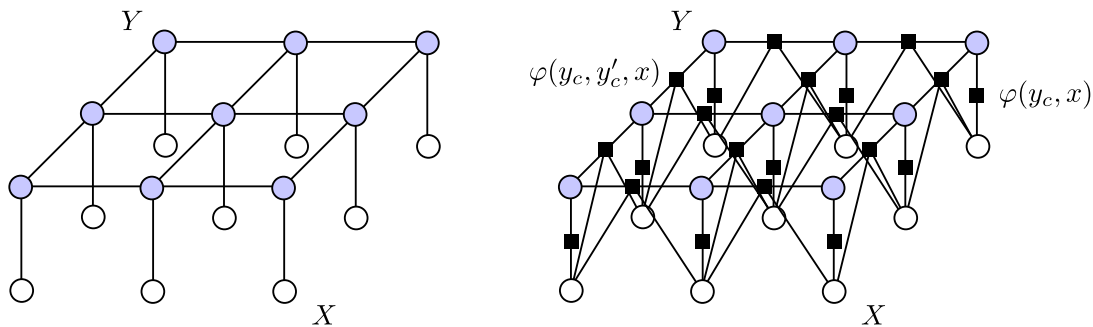 Y
X
Y
φ(y_c, y'_c, x)
φ(y_c, x)
X